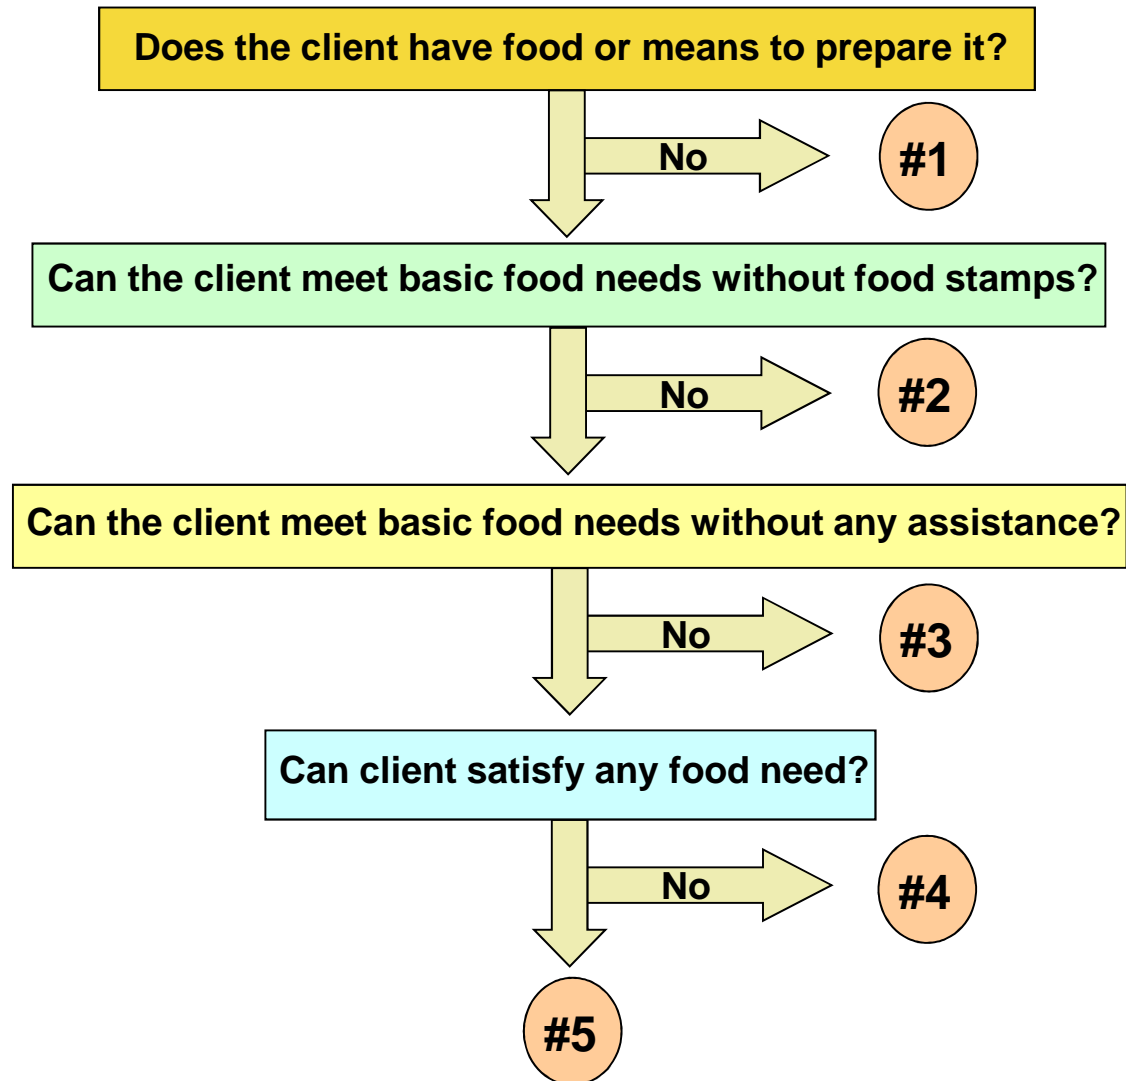 Does the client have food or means to prepare it?
No
#1
Can the client meet basic food needs without food stamps?
No
#2
Can the client meet basic food needs without any assistance?
No
#3
Can client satisfy any food need?
No
#4
#5